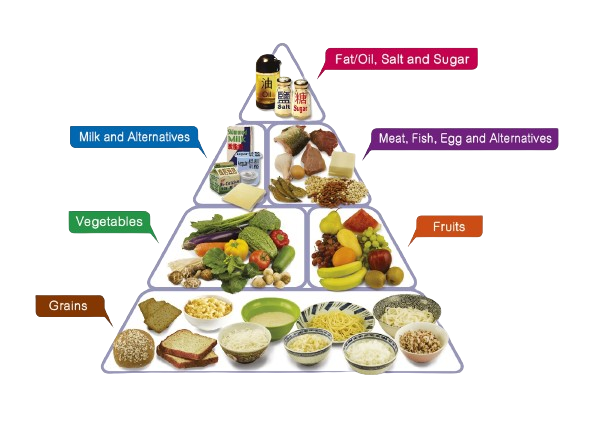 Fat/Oil, Salt and Sugar
油
Oil
鹽
Salt
糖
Sugar
Milk and Alternatives
Meat, Fish, Egg and Alternatives
Vegetables
Fruits
Grains